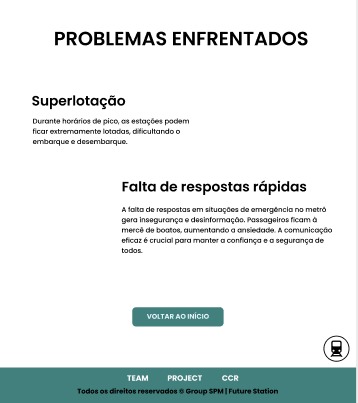 PROBLEMAS ENFRENTADOS
Superlotação
Durante horários de pico, as estações podem
ficar extremamente lotadas, dificultando o
embarque e desembarque.
Falta de respostas rápidas
A falta de respostas em situações de emergência no metrô
gera insegurança e desinformação. Passageiros ficam à
mercê de boatos, aumentando a ansiedade. A comunicação
eficaz é crucial para manter a confiança e a segurança de
todos.
VOLTAR AO INÍCIO
TEAM PROJECT CCR
Todos os direitos reservados © Group SPM | Future Station